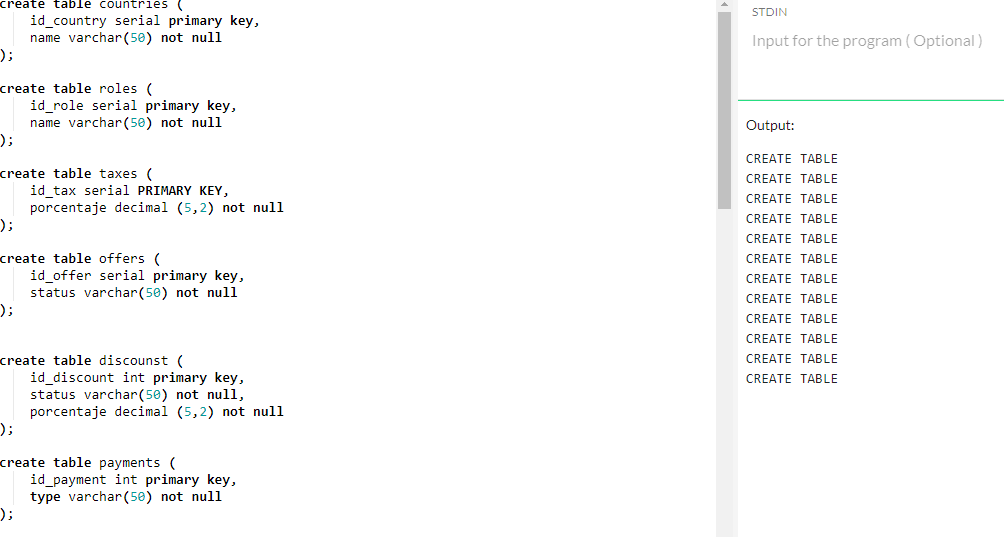 create table countries (
    id_country serial primary key,
    name varchar(50) not null
);
create table roles (
    id_role serial primary key,
    name varchar(50) not null
);
create table taxes (
    id_tax serial PRIMARY KEY,
    porcentaje decimal (5,2) not null
);
create table offers (
    id_offer serial primary key,
    status varchar(50) not null
);
create table discounst (
    id_discount int primary key,
    status varchar(50) not null,
    porcentaje decimal (5,2) not null
);
create table payments (
    id_payment int primary key,
    type varchar(50) not null
);
STDIN
Input for the program ( Optional )
Output:
CREATE TABLE
CREATE TABLE
CREATE TABLE
CREATE TABLE
CREATE TABLE
CREATE TABLE
CREATE TABLE
CREATE TABLE
CREATE TABLE
CREATE TABLE
CREATE TABLE
CREATE TABLE